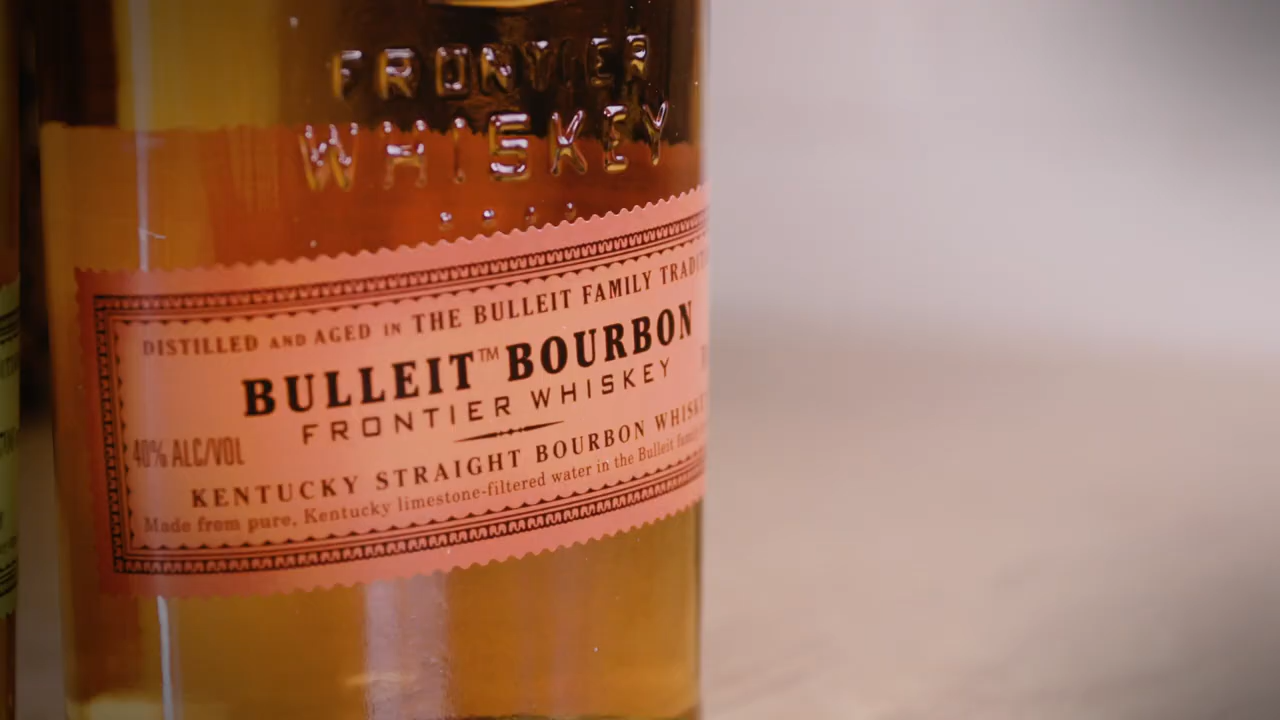 FRONTIER
WHISKEY
DISTILLED AND AGED IN THE BULLEIT FAMILY
BULLEIT™ BOURBON
FRONTIER WHISKEY
40% ALC/VOL
KENTUCKY STRAIGHT BOURBON
Made from pure, Kentucky limestone-filtered water in the Bulleit